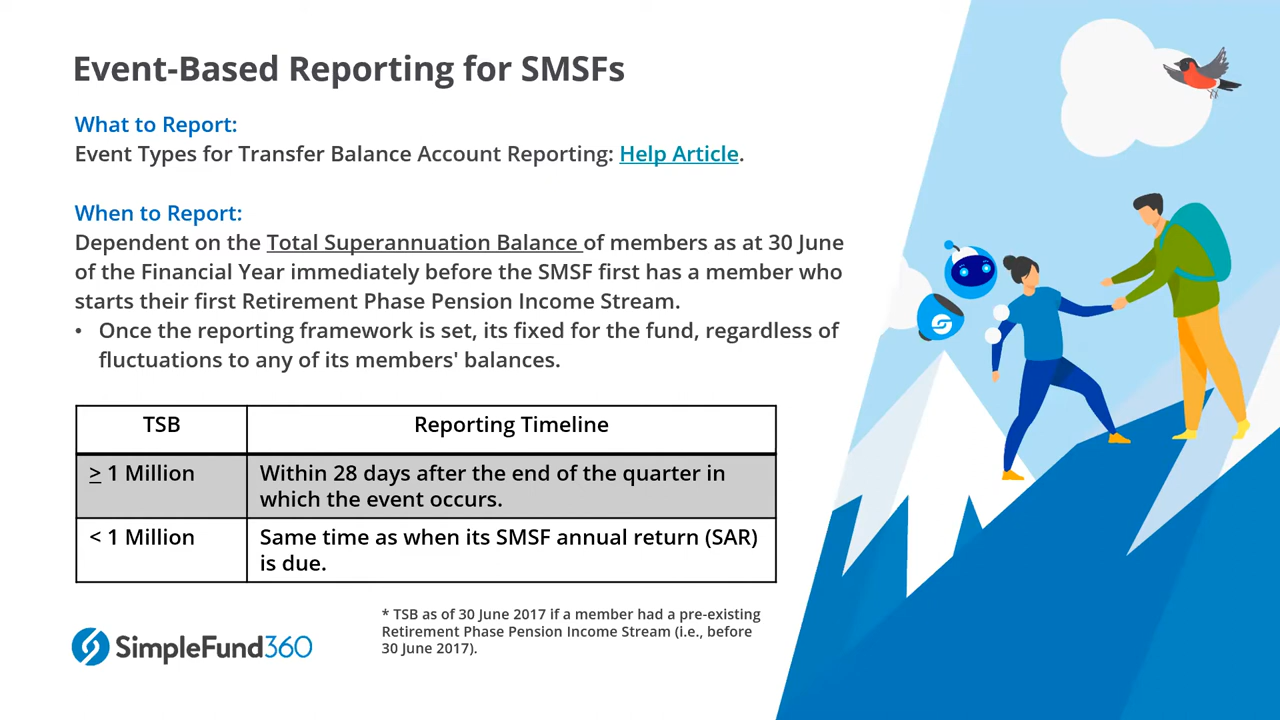 Event-Based Reporting for SMSFs
What to Report:
Event Types for Transfer Balance Account Reporting: Help Article.
When to Report:
Dependent on the Total Superannuation Balance of members as at 30 June
of the Financial Year immediately before the SMSF first has a member who
starts their first Retirement Phase Pension Income Stream.
• Once the reporting framework is set, its fixed for the fund, regardless of
fluctuations to any of its members' balances.
TSB
Reporting Timeline
≥ 1 Million
Within 28 days after the end of the quarter in
which the event occurs.
< 1 Million
Same time as when its SMSF annual return (SAR)
is due.
* TSB as of 30 June 2017 if a member had a pre-existing
Retirement Phase Pension Income Stream (i.e., before
30 June 2017).
SimpleFund360